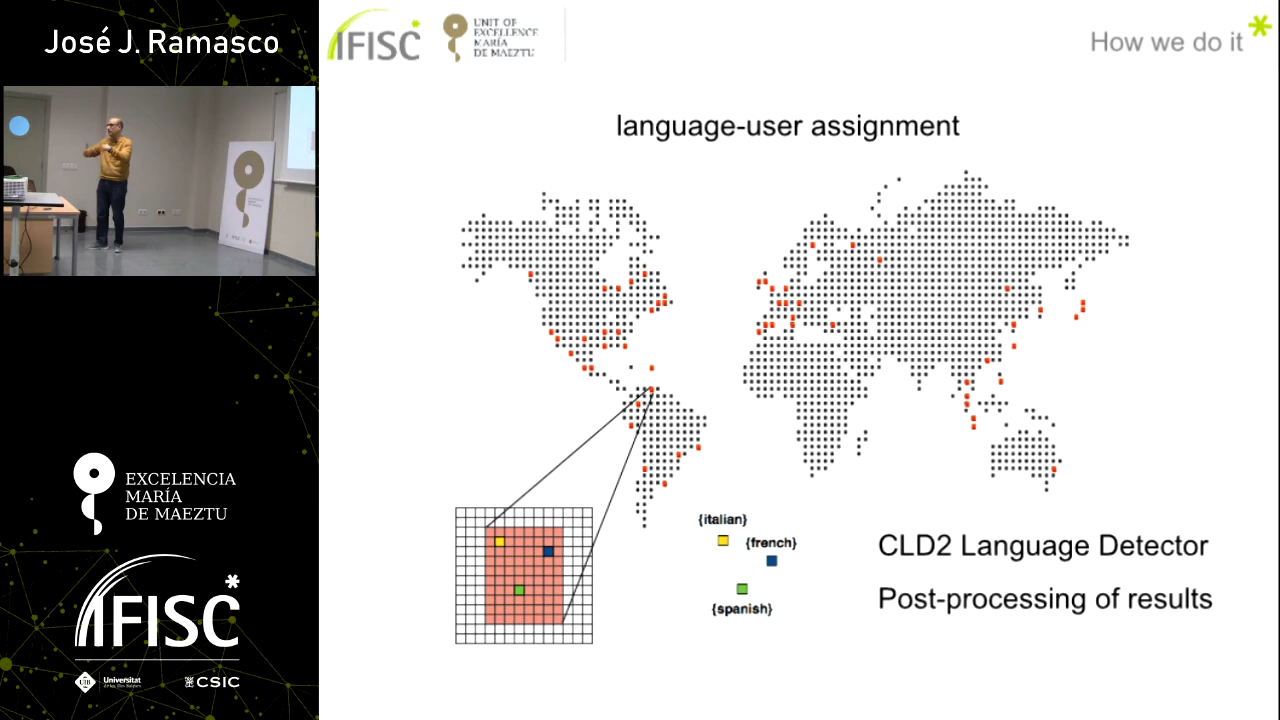 José J. Ramasco
IFISC
UNIT OF
EXCELLENCE
MARÍA
DE MAEZTU
How we do it
language-user assignment
{italian}
{french}
{spanish}
CLD2 Language Detector
Post-processing of results
EXCELENCIA
MARÍA
DE MAEZTU
IFISC
UIB
Universitat
de les Illes Balears
CSIC